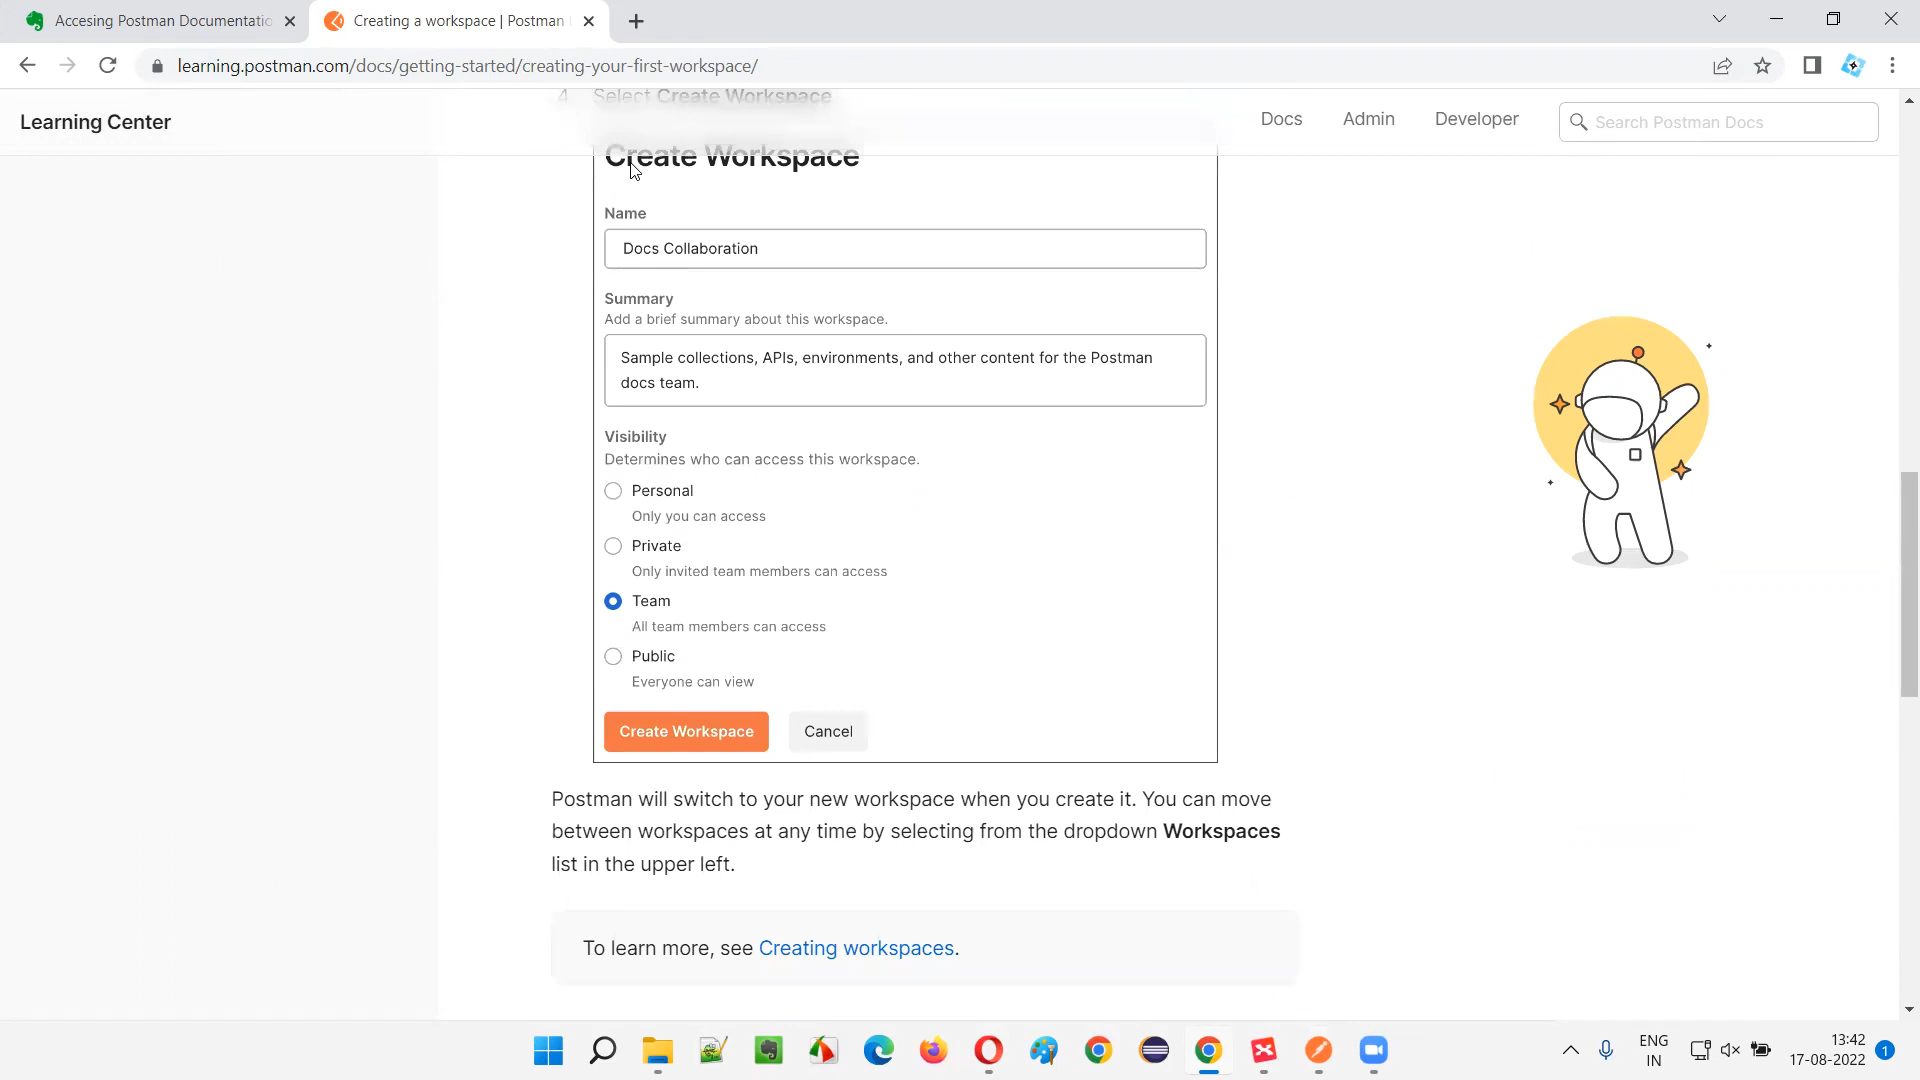 Accesing Postman Documentatio
Creating a workspace | Postman
learning.postman.com/docs/getting-started/creating-your-first-workspace/
4. Select Create Workspace
Learning Center
Docs
Admin
Developer
Search Postman Docs
Create Workspace
Name
Docs Collaboration
Summary
Add a brief summary about this workspace.
Sample collections, APIs, environments, and other content for the Postman
docs team.
Visibility
Determines who can access this workspace.
Personal
Only you can access
Private
Only invited team members can access
Team
All team members can access
Public
Everyone can view
Create Workspace
Cancel
Postman will switch to your new workspace when you create it. You can move
between workspaces at any time by selecting from the dropdown Workspaces
list in the upper left.
To learn more, see Creating workspaces.
ENG
IN
13:42
17-08-2022
1